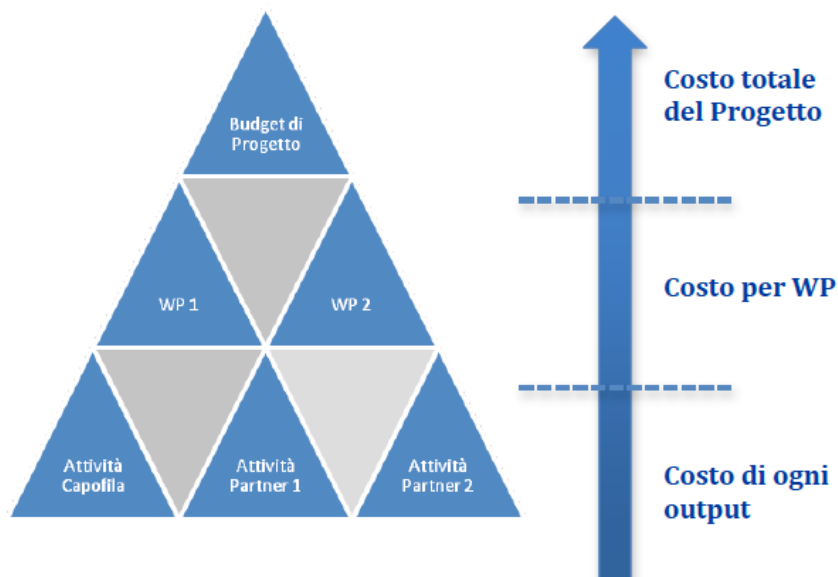 Budget di
Progetto
WP 1
WP 2
Attività
Capofila
Attività
Partner 1
Attività
Partner 2
Costo totale
del Progetto
Costo per WP
Costo di ogni
output